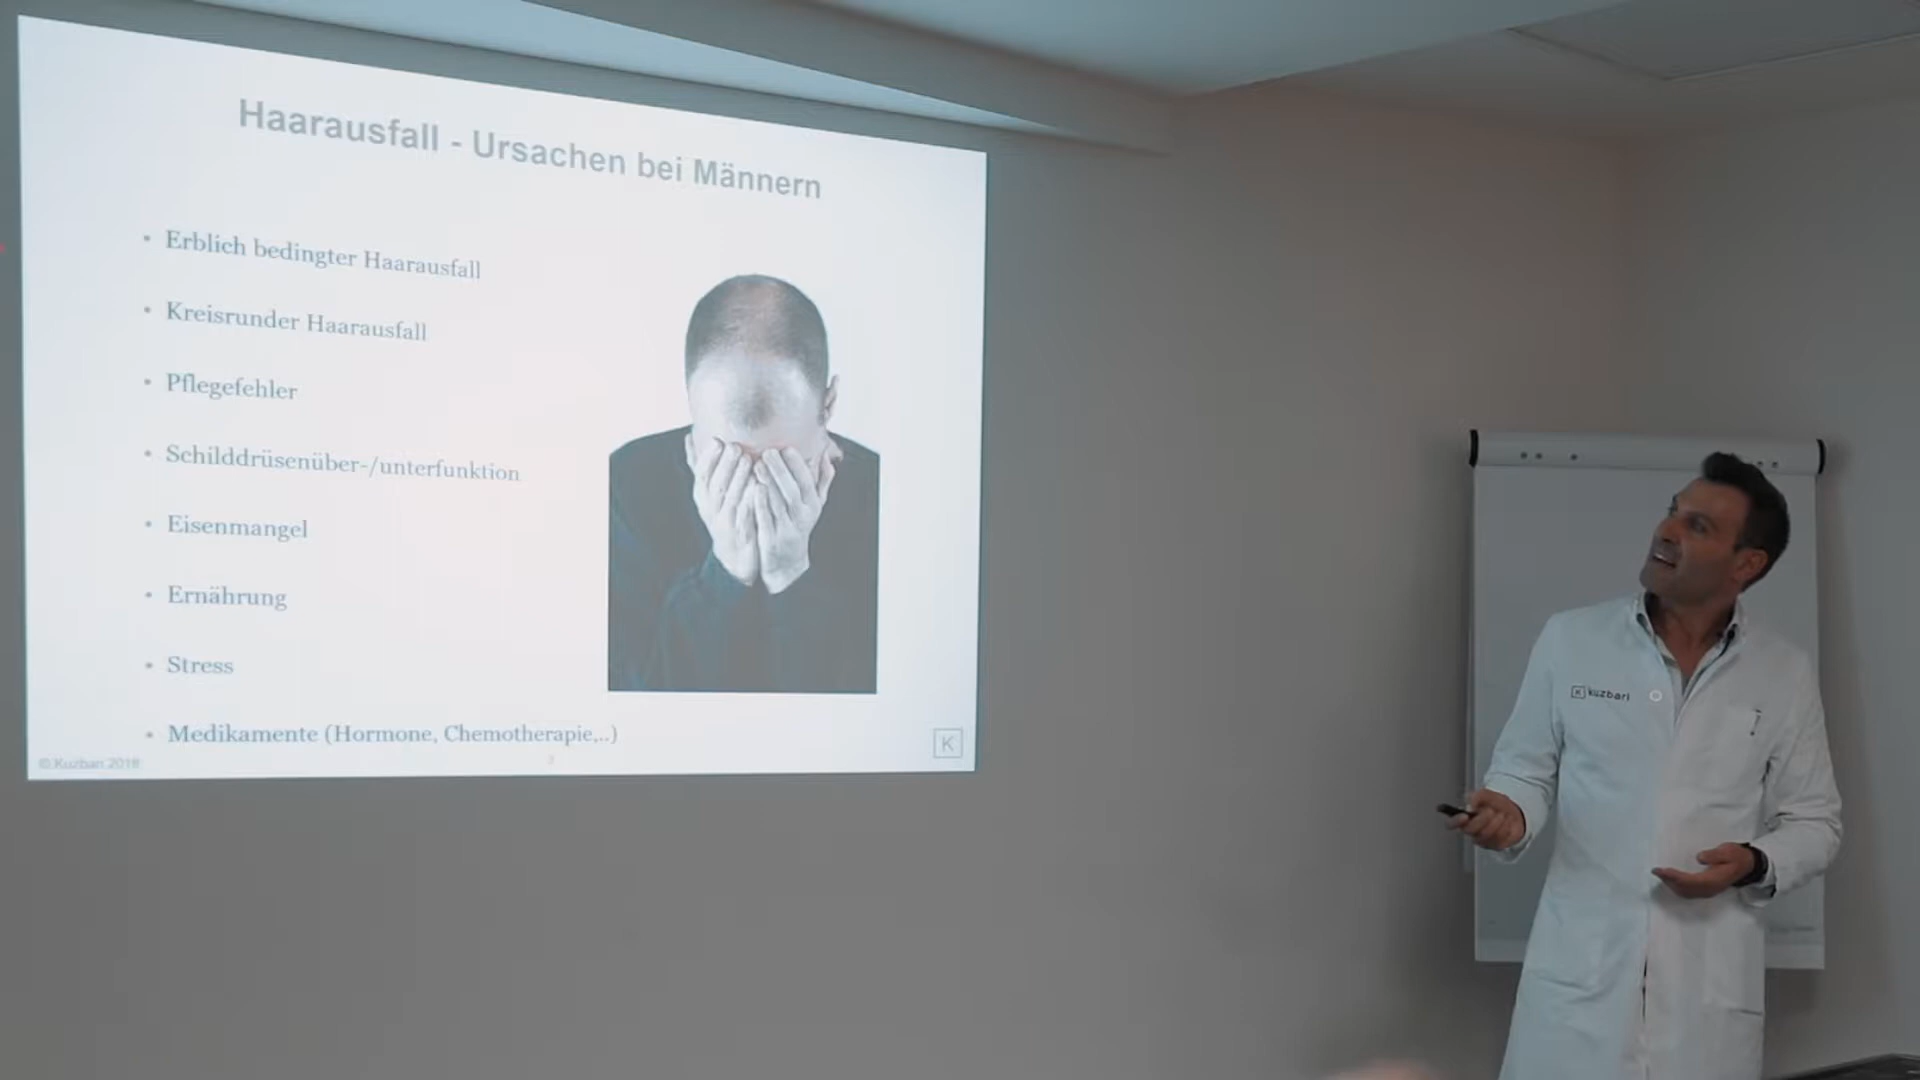 Haarausfall - Ursachen bei Männern
• Erblich bedingter Haarausfall
• Kreisrunder Haarausfall
• Pflegefehler
• Schilddrüsenüber-/unterfunktion
• Eisenmangel
• Ernährung
• Stress
• Medikamente (Hormone, Chemotherapie,..)
© Kuzbari 2018
3
K
K kuzbari